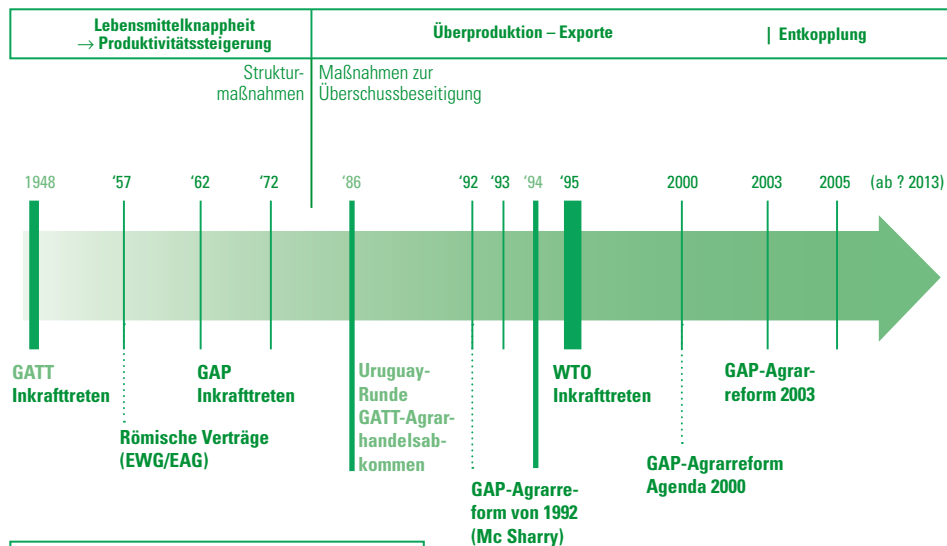 Lebensmittelknappheit
→ Produktivitätssteigerung
Überproduktion – Exporte
| Entkopplung
Struktur-
maßnahmen
Maßnahmen zur
Überschussbeseitigung
1948
‘57
‘62
‘72
‘86
‘92
‘93
‘94
‘95
2000
2003
2005
(ab ? 2013)
GATT
Inkrafttreten
Römische Verträge
(EWG/EAG)
GAP
Inkrafttreten
Uruguay-
Runde
GATT-Agrar-
handelsab-
kommen
GAP-Agrarre-
form von 1992
(Mc Sharry)
WTO
Inkrafttreten
GAP-Agrarreform
Agenda 2000
GAP-Agrar-
reform 2003